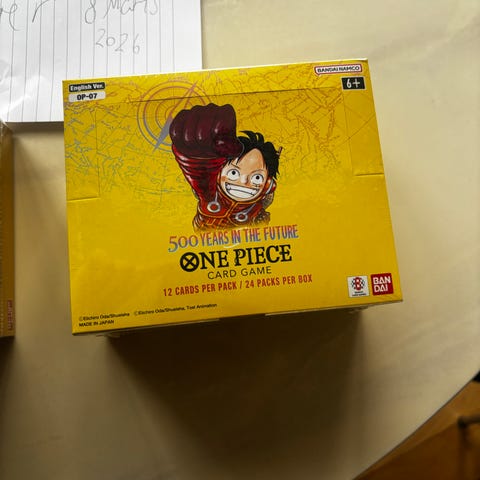 8 Mars
2026
English Ver.
OP-07
BANDAI NAMCO
6+
500 YEARS IN THE FUTURE
ONE PIECE
CARD GAME
12 CARDS PER PACK / 24 PACKS PER BOX
©Eiichiro Oda/Shueisha ©Eiichiro Oda/Shueisha, Toei Animation
MADE IN JAPAN
BAN
DAI